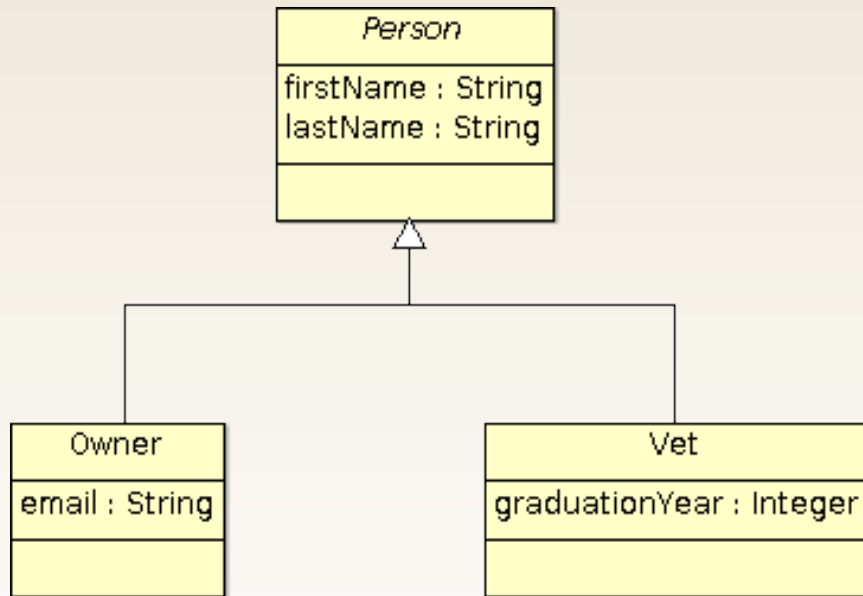 Person
firstName : String
lastName : String
Owner
email : String
Vet
graduationYear : Integer